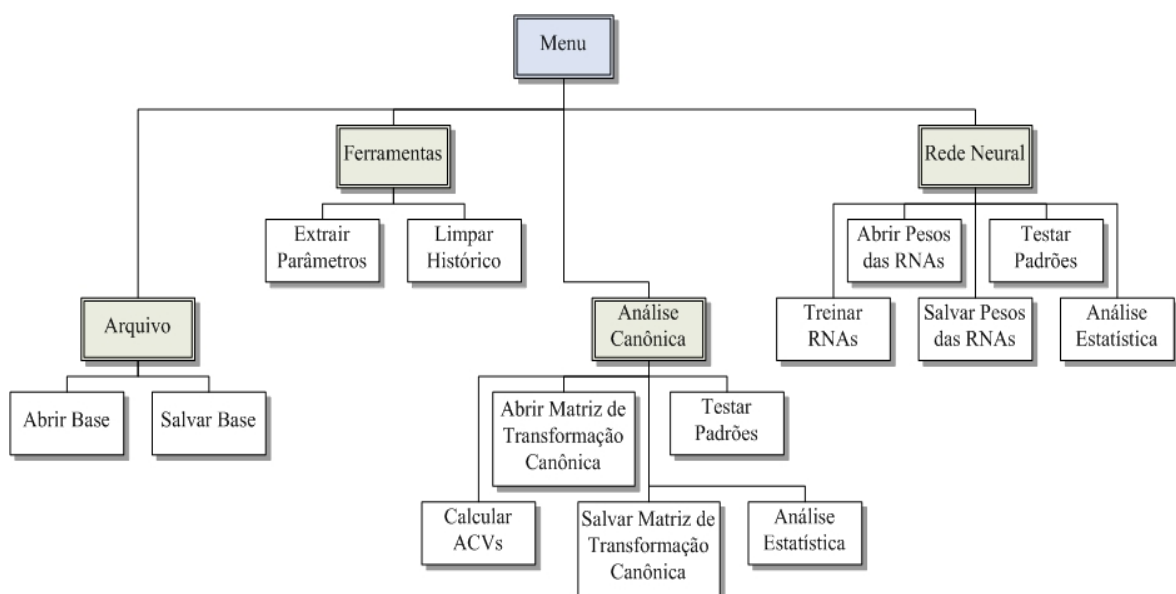 Menu
Ferramentas
Rede Neural
Extrair
Parâmetros
Limpar
Histórico
Abrir Pesos
das RNAs
Testar
Padrões
Arquivo
Análise
Canônica
Treinar
RNAs
Salvar Pesos
das RNAs
Análise
Estatística
Abrir Base
Salvar Base
Abrir Matriz de
Transformação
Canônica
Testar
Padrões
Calcular
ACVs
Salvar Matriz de
Transformação
Canônica
Análise
Estatística